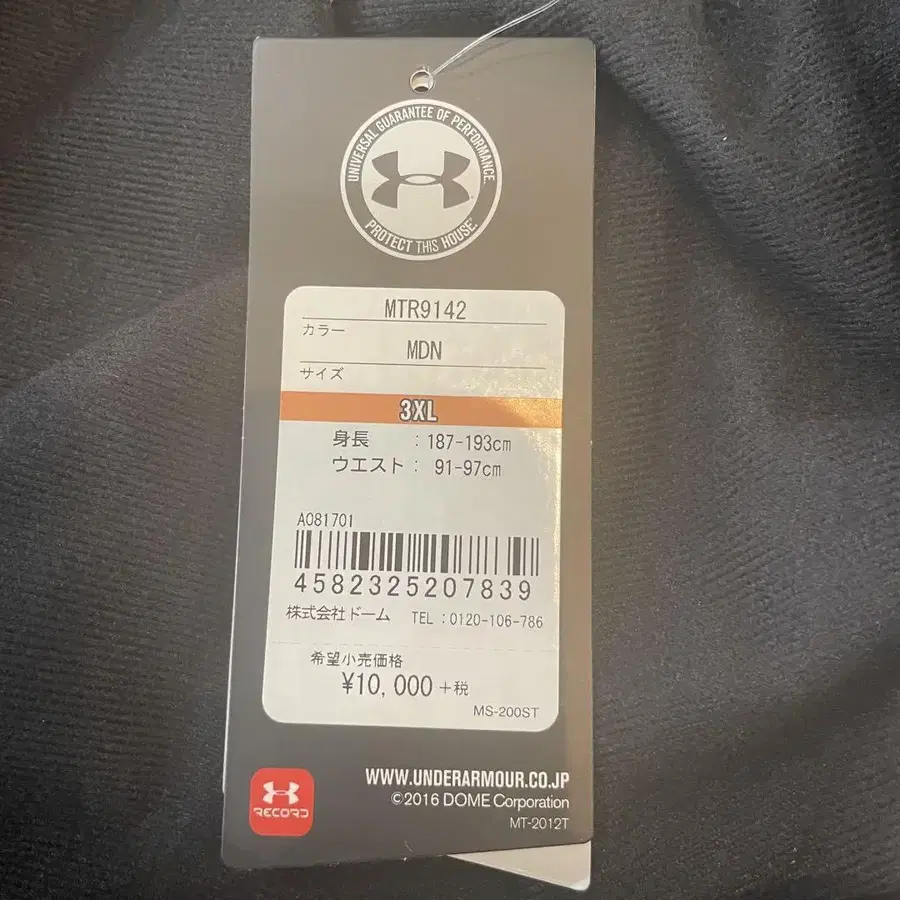 UNIVERSAL GUARANTEE OF PERFORMANCE.
PROTECT THIS HOUSE.
MTR9142
カラー
MDN
サイズ
3XL
身長 : 187-193cm
ウエスト : 91-97cm
A081701
4582325207839
株式会社ドーム TEL : 0120-106-786
希望小売価格
¥10,000 +税
MS-200ST
WWW.UNDERARMOUR.CO.JP
©2016 DOME Corporation
RECORD
MT-2012T